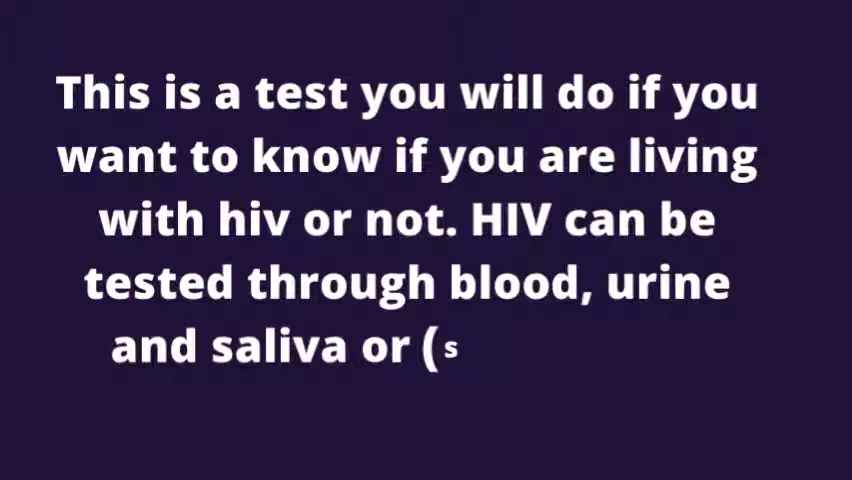 This is a test you will do if you
want to know if you are living
with hiv or not. HIV can be
tested through blood, urine
and saliva or (s